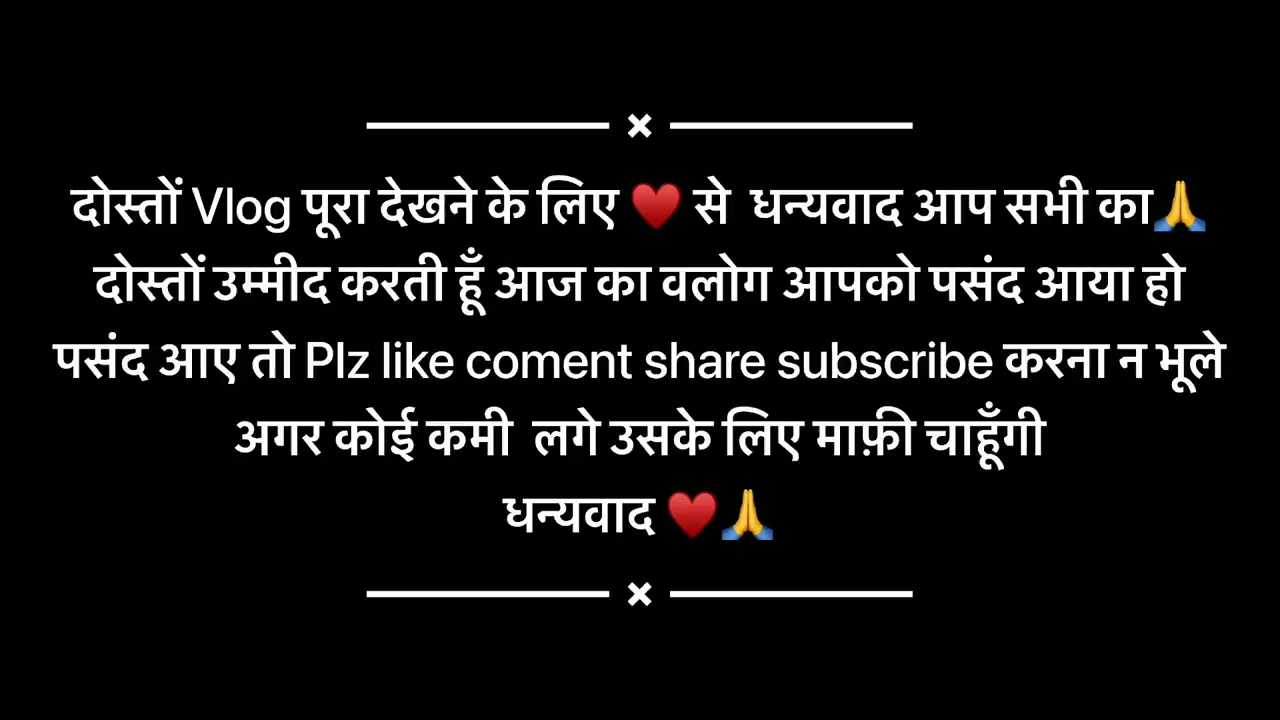 दोस्तों Vlog पूरा देखने के लिए ♥️ से धन्यवाद आप सभी का🙏
दोस्तों उम्मीद करती हूँ आज का वलोग आपको पसंद आया हो
पसंद आए तो Plz like coment share subscribe करना न भूले
अगर कोई कमी लगे उसके लिए माफ़ी चाहूँगी
धन्यवाद ♥️🙏